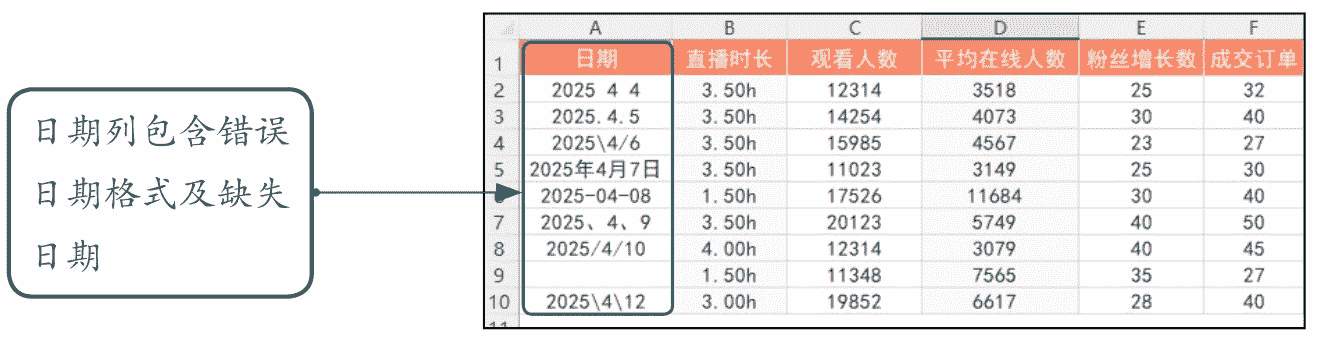 日期列包含错误
日期格式及缺失
日期
A B C D E F
1 日期 直播时长 观看人数 平均在线人数 粉丝增长数 成交订单
2 2025 4 4 3.50h 12314 3518 25 32
3 2025.4.5 3.50h 14254 4073 30 40
4 2025\4/6 3.50h 15985 4567 23 27
5 2025年4月7日 3.50h 11023 3149 25 30
6 2025-04-08 1.50h 17526 11684 30 40
7 2025、4、9 3.50h 20123 5749 40 50
8 2025/4/10 4.00h 12314 3079 40 45
9 1.50h 11348 7565 35 27
10 2025\4\12 3.00h 19852 6617 28 40
11